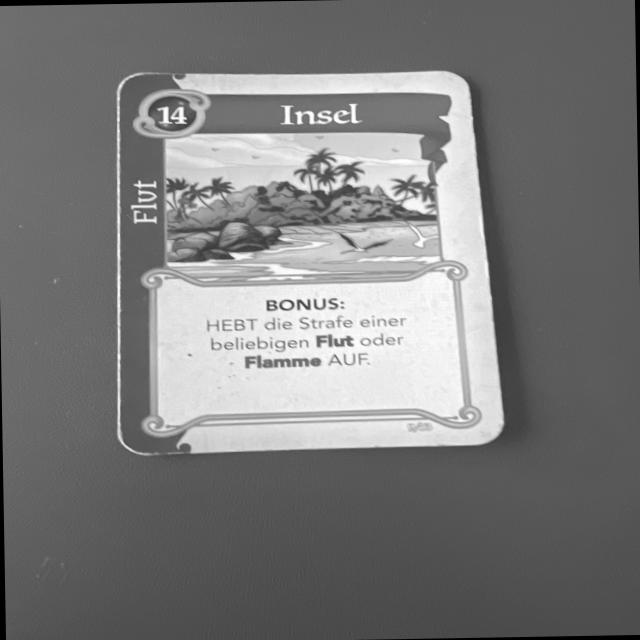 14
Insel
Flut
BONUS:
HEBT die Strafe einer
beliebigen Flut oder
Flamme AUF.